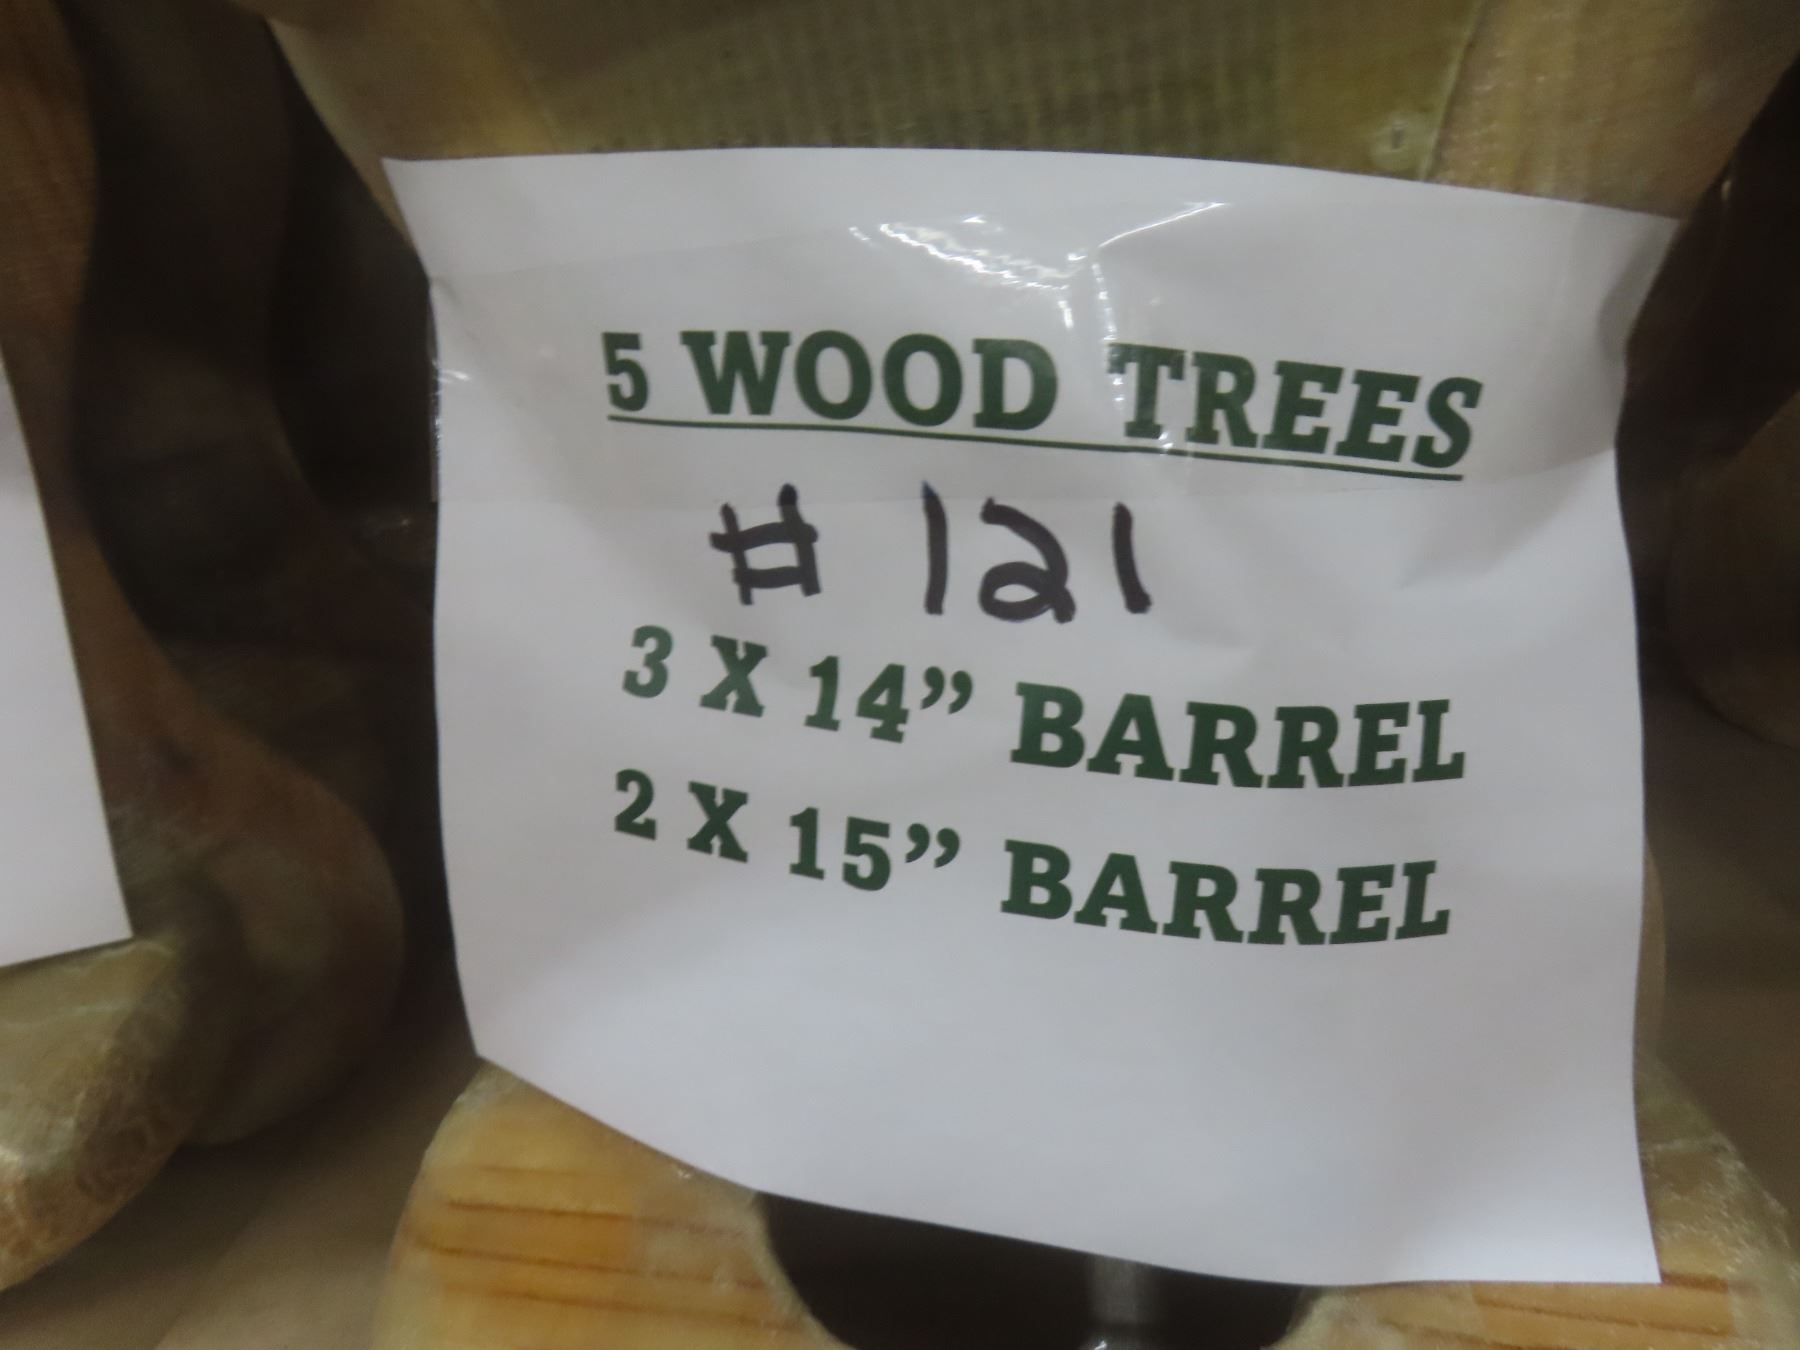 5 WOOD TREES
# 121
3 X 14” BARREL
2 X 15” BARREL